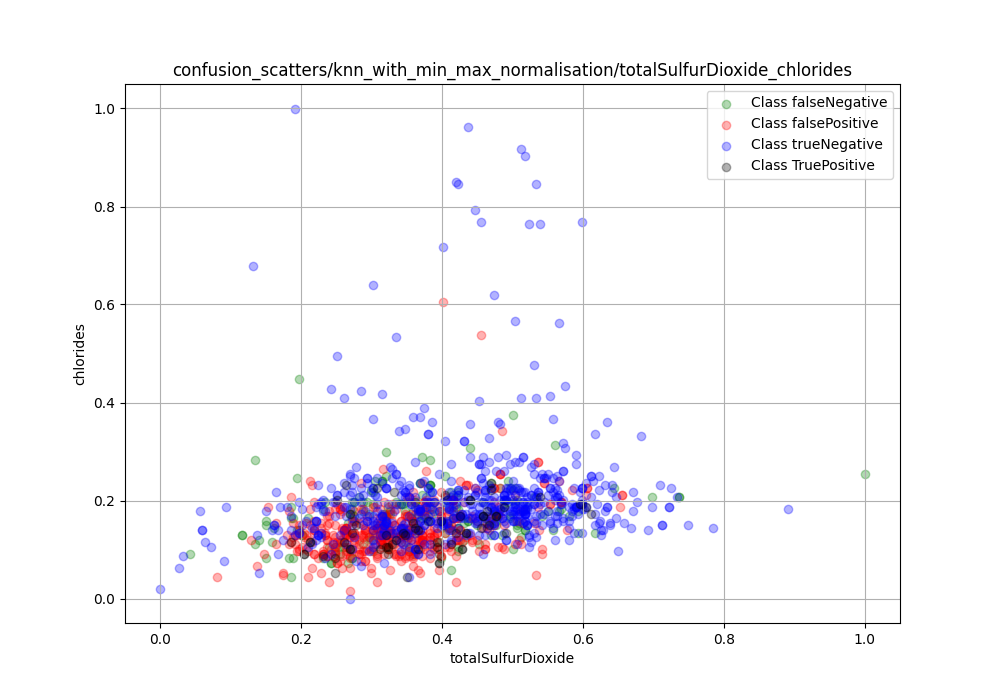 confusion_scatters/knn_with_min_max_normalisation/totalSulfurDioxide_chlorides
Class falseNegative
Class falsePositive
Class trueNegative
Class TruePositive
1.0
0.8
0.6
0.4
0.2
0.0
chlorides
0.0 0.2 0.4 0.6 0.8 1.0
totalSulfurDioxide